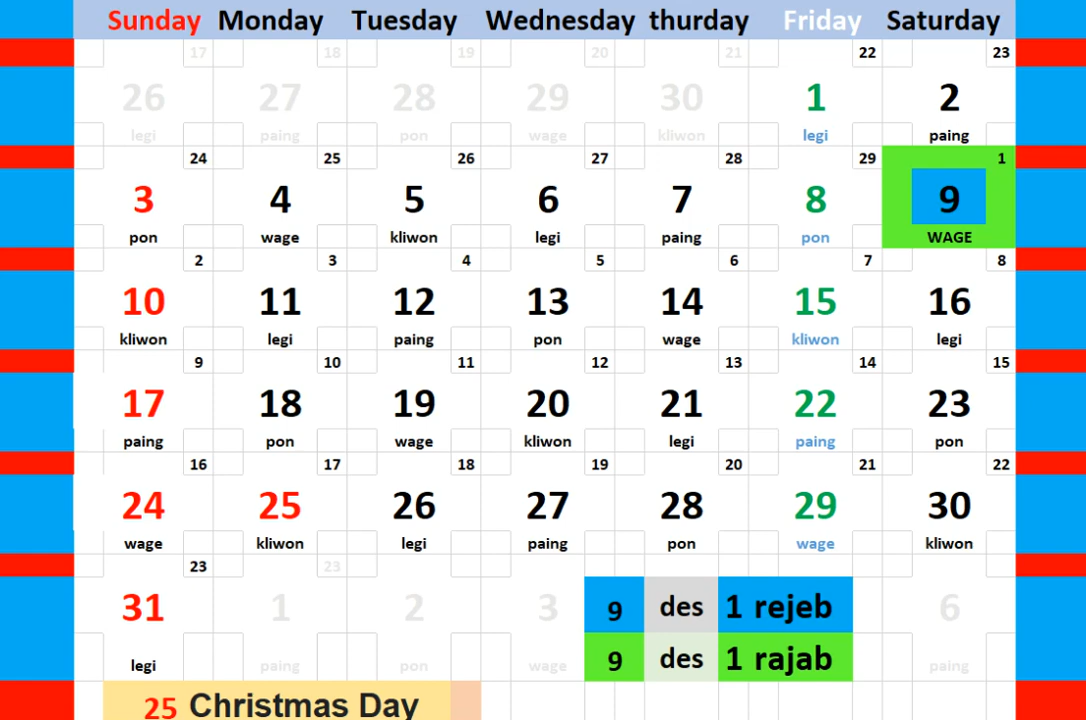 Sunday Monday Tuesday Wednesday thurday Friday Saturday
17 18 19 20 21 22 23
26 27 28 29 30 1 2
legi paing pon wage kliwon legi paing
24 25 26 27 28 29 1
3 4 5 6 7 8 9
pon wage kliwon legi paing pon WAGE
2 3 4 5 6 7 8
10 11 12 13 14 15 16
kliwon legi paing pon wage kliwon legi
9 10 11 12 13 14 15
17 18 19 20 21 22 23
paing pon wage kliwon legi paing pon
16 17 18 19 20 21 22
24 25 26 27 28 29 30
wage kliwon legi paing pon wage kliwon
23 23
31 1 2 3 9 des 1 rejeb 6
legi paing pon wage 9 des 1 rajab paing
25 Christmas Day